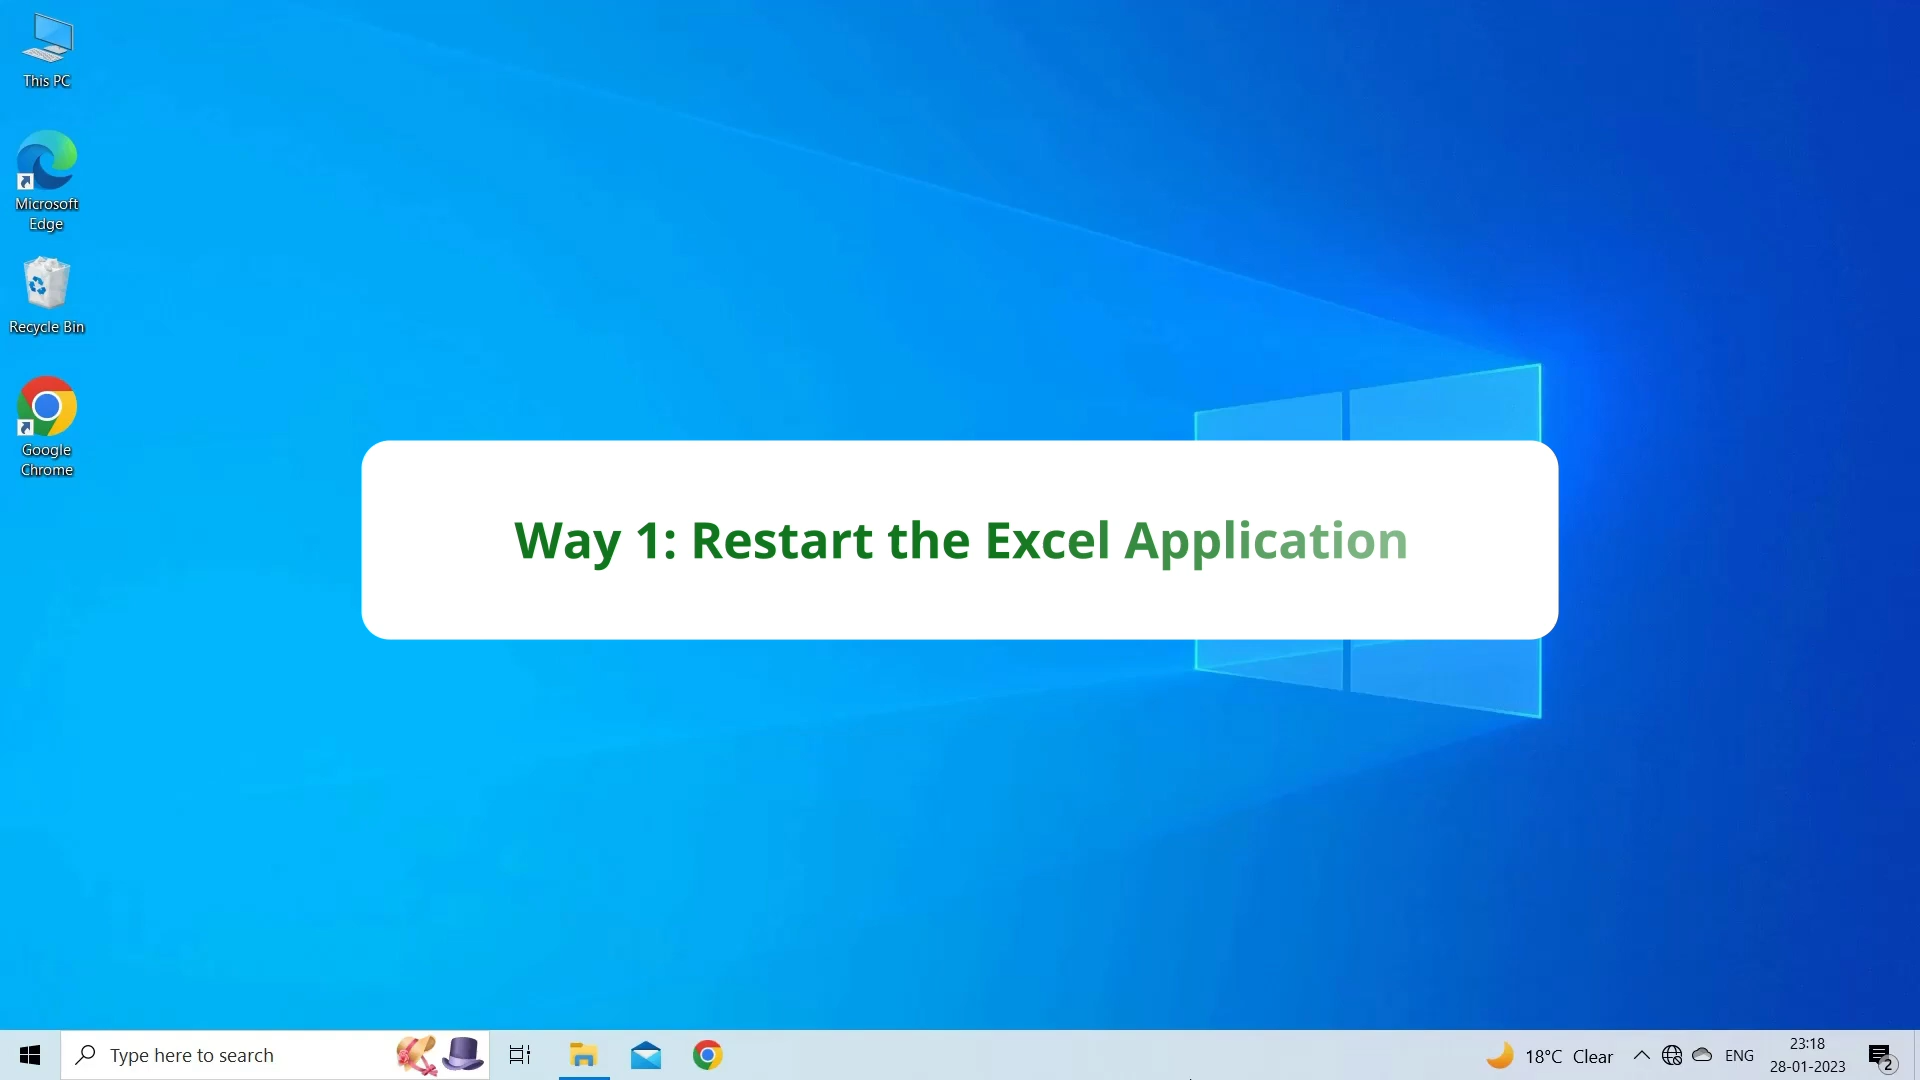 This PC
Microsoft
Edge
Recycle Bin
Google
Chrome
Way 1: Restart the Excel Application
Type here to search
18°C Clear
ENG
23:18
28-01-2023
2